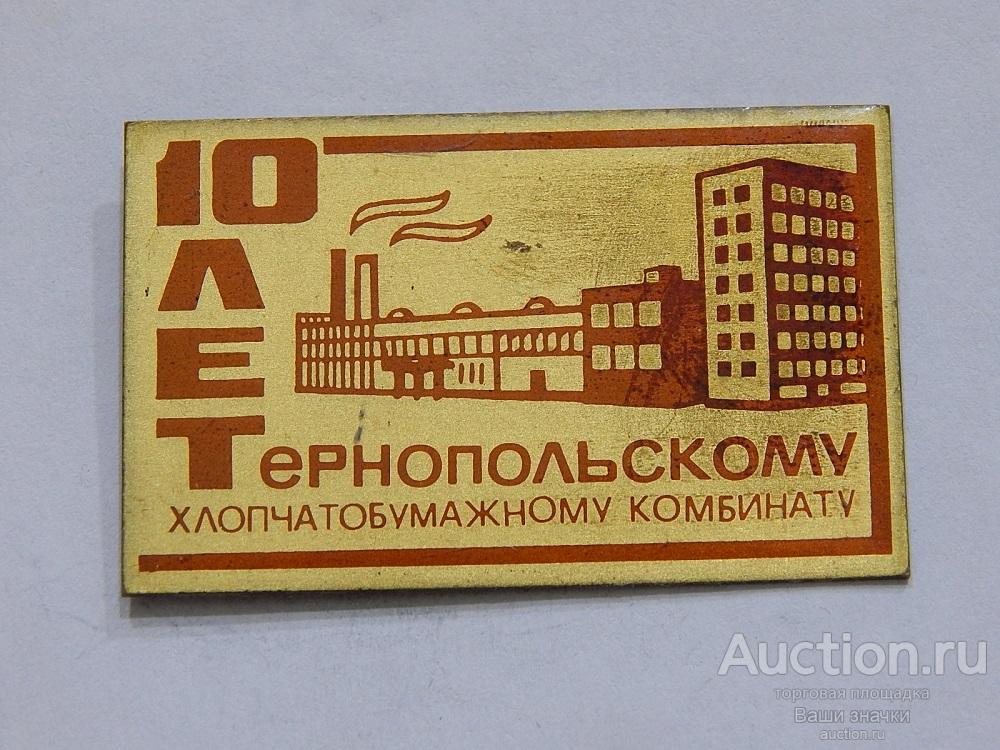 10
ЛЕТ
Тернопольскому
хлопчатобумажному комбинату
Auction.ru
торговая площадка
Ваши значки
auction.ru